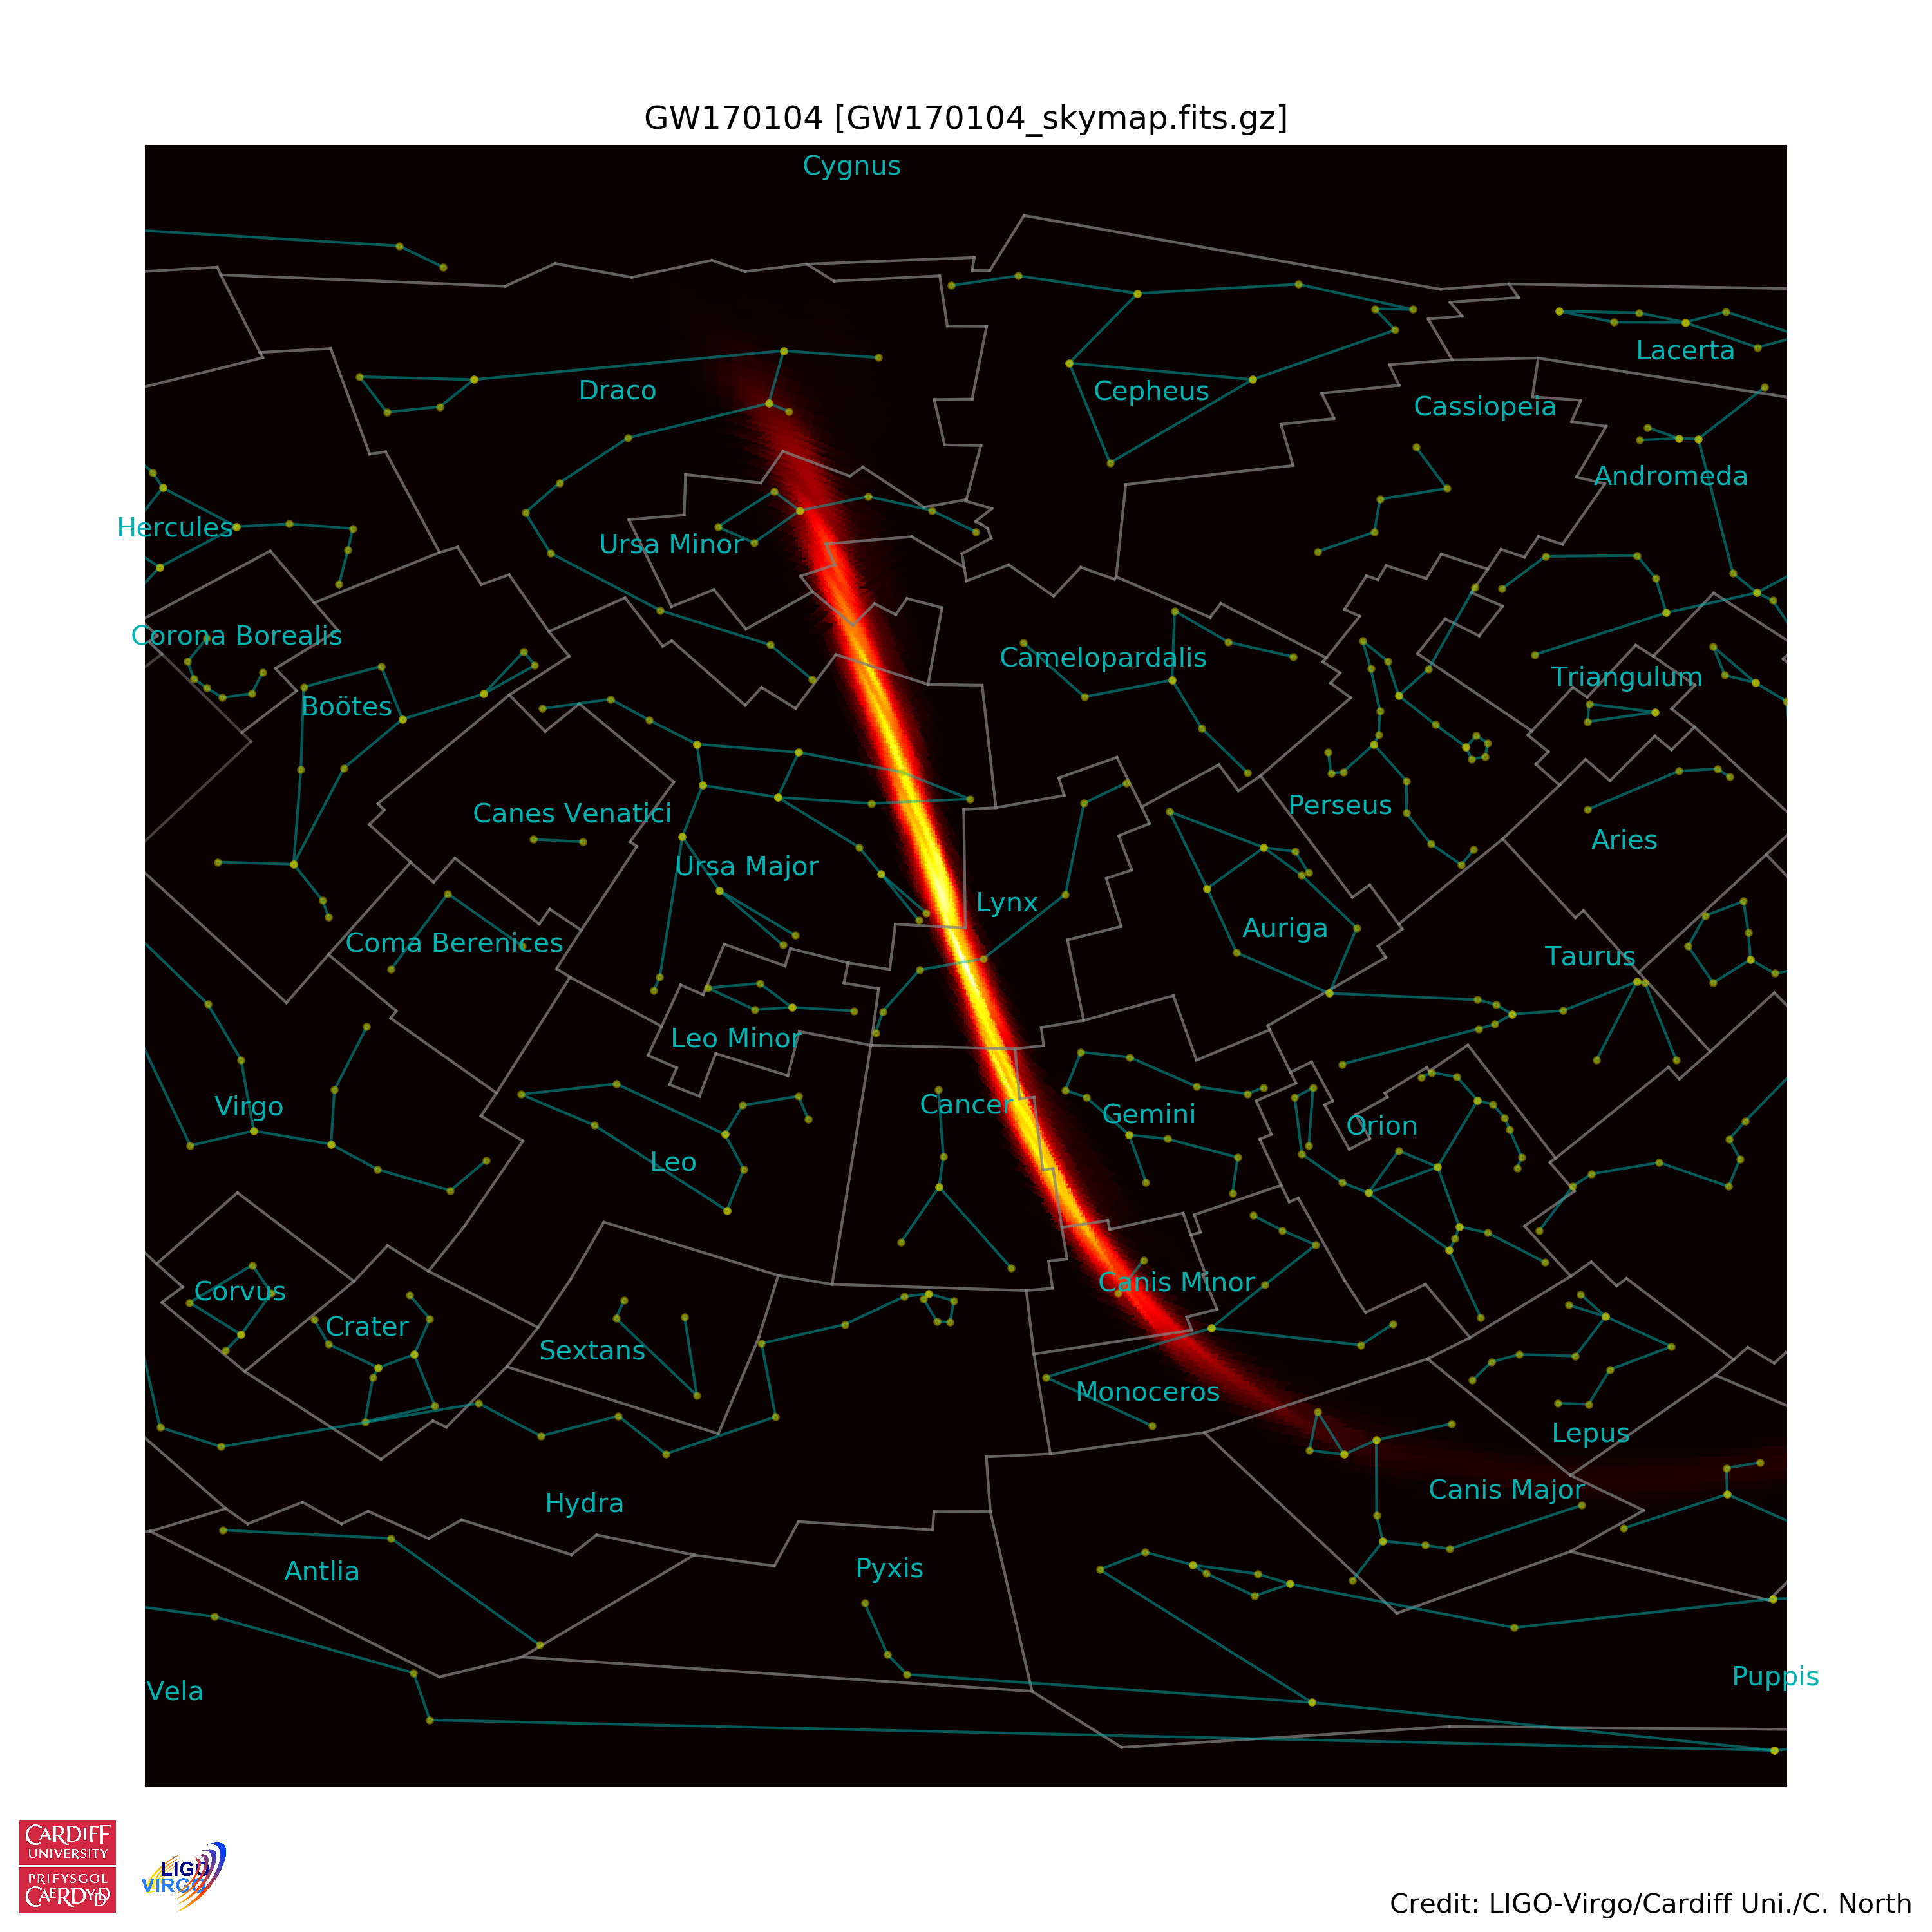 GW170104 [GW170104_skymap.fits.gz]
Cygnus
Lacerta
Draco
Cepheus
Cassiopeia
Andromeda
Hercules
Ursa Minor
Corona Borealis
Camelopardalis
Triangulum
Boötes
Canes Venatici
Perseus
Aries
Ursa Major
Lynx
Auriga
Coma Berenices
Taurus
Leo Minor
Virgo
Cancer
Gemini
Orion
Leo
Corvus
Canis Minor
Crater
Sextans
Monoceros
Lepus
Hydra
Canis Major
Antlia
Pyxis
Vela
Puppis
CARDIFF
UNIVERSITY
PRIFYSGOL
CAERDYDD
LIGO
VIRGO
Credit: LIGO-Virgo/Cardiff Uni./C. North